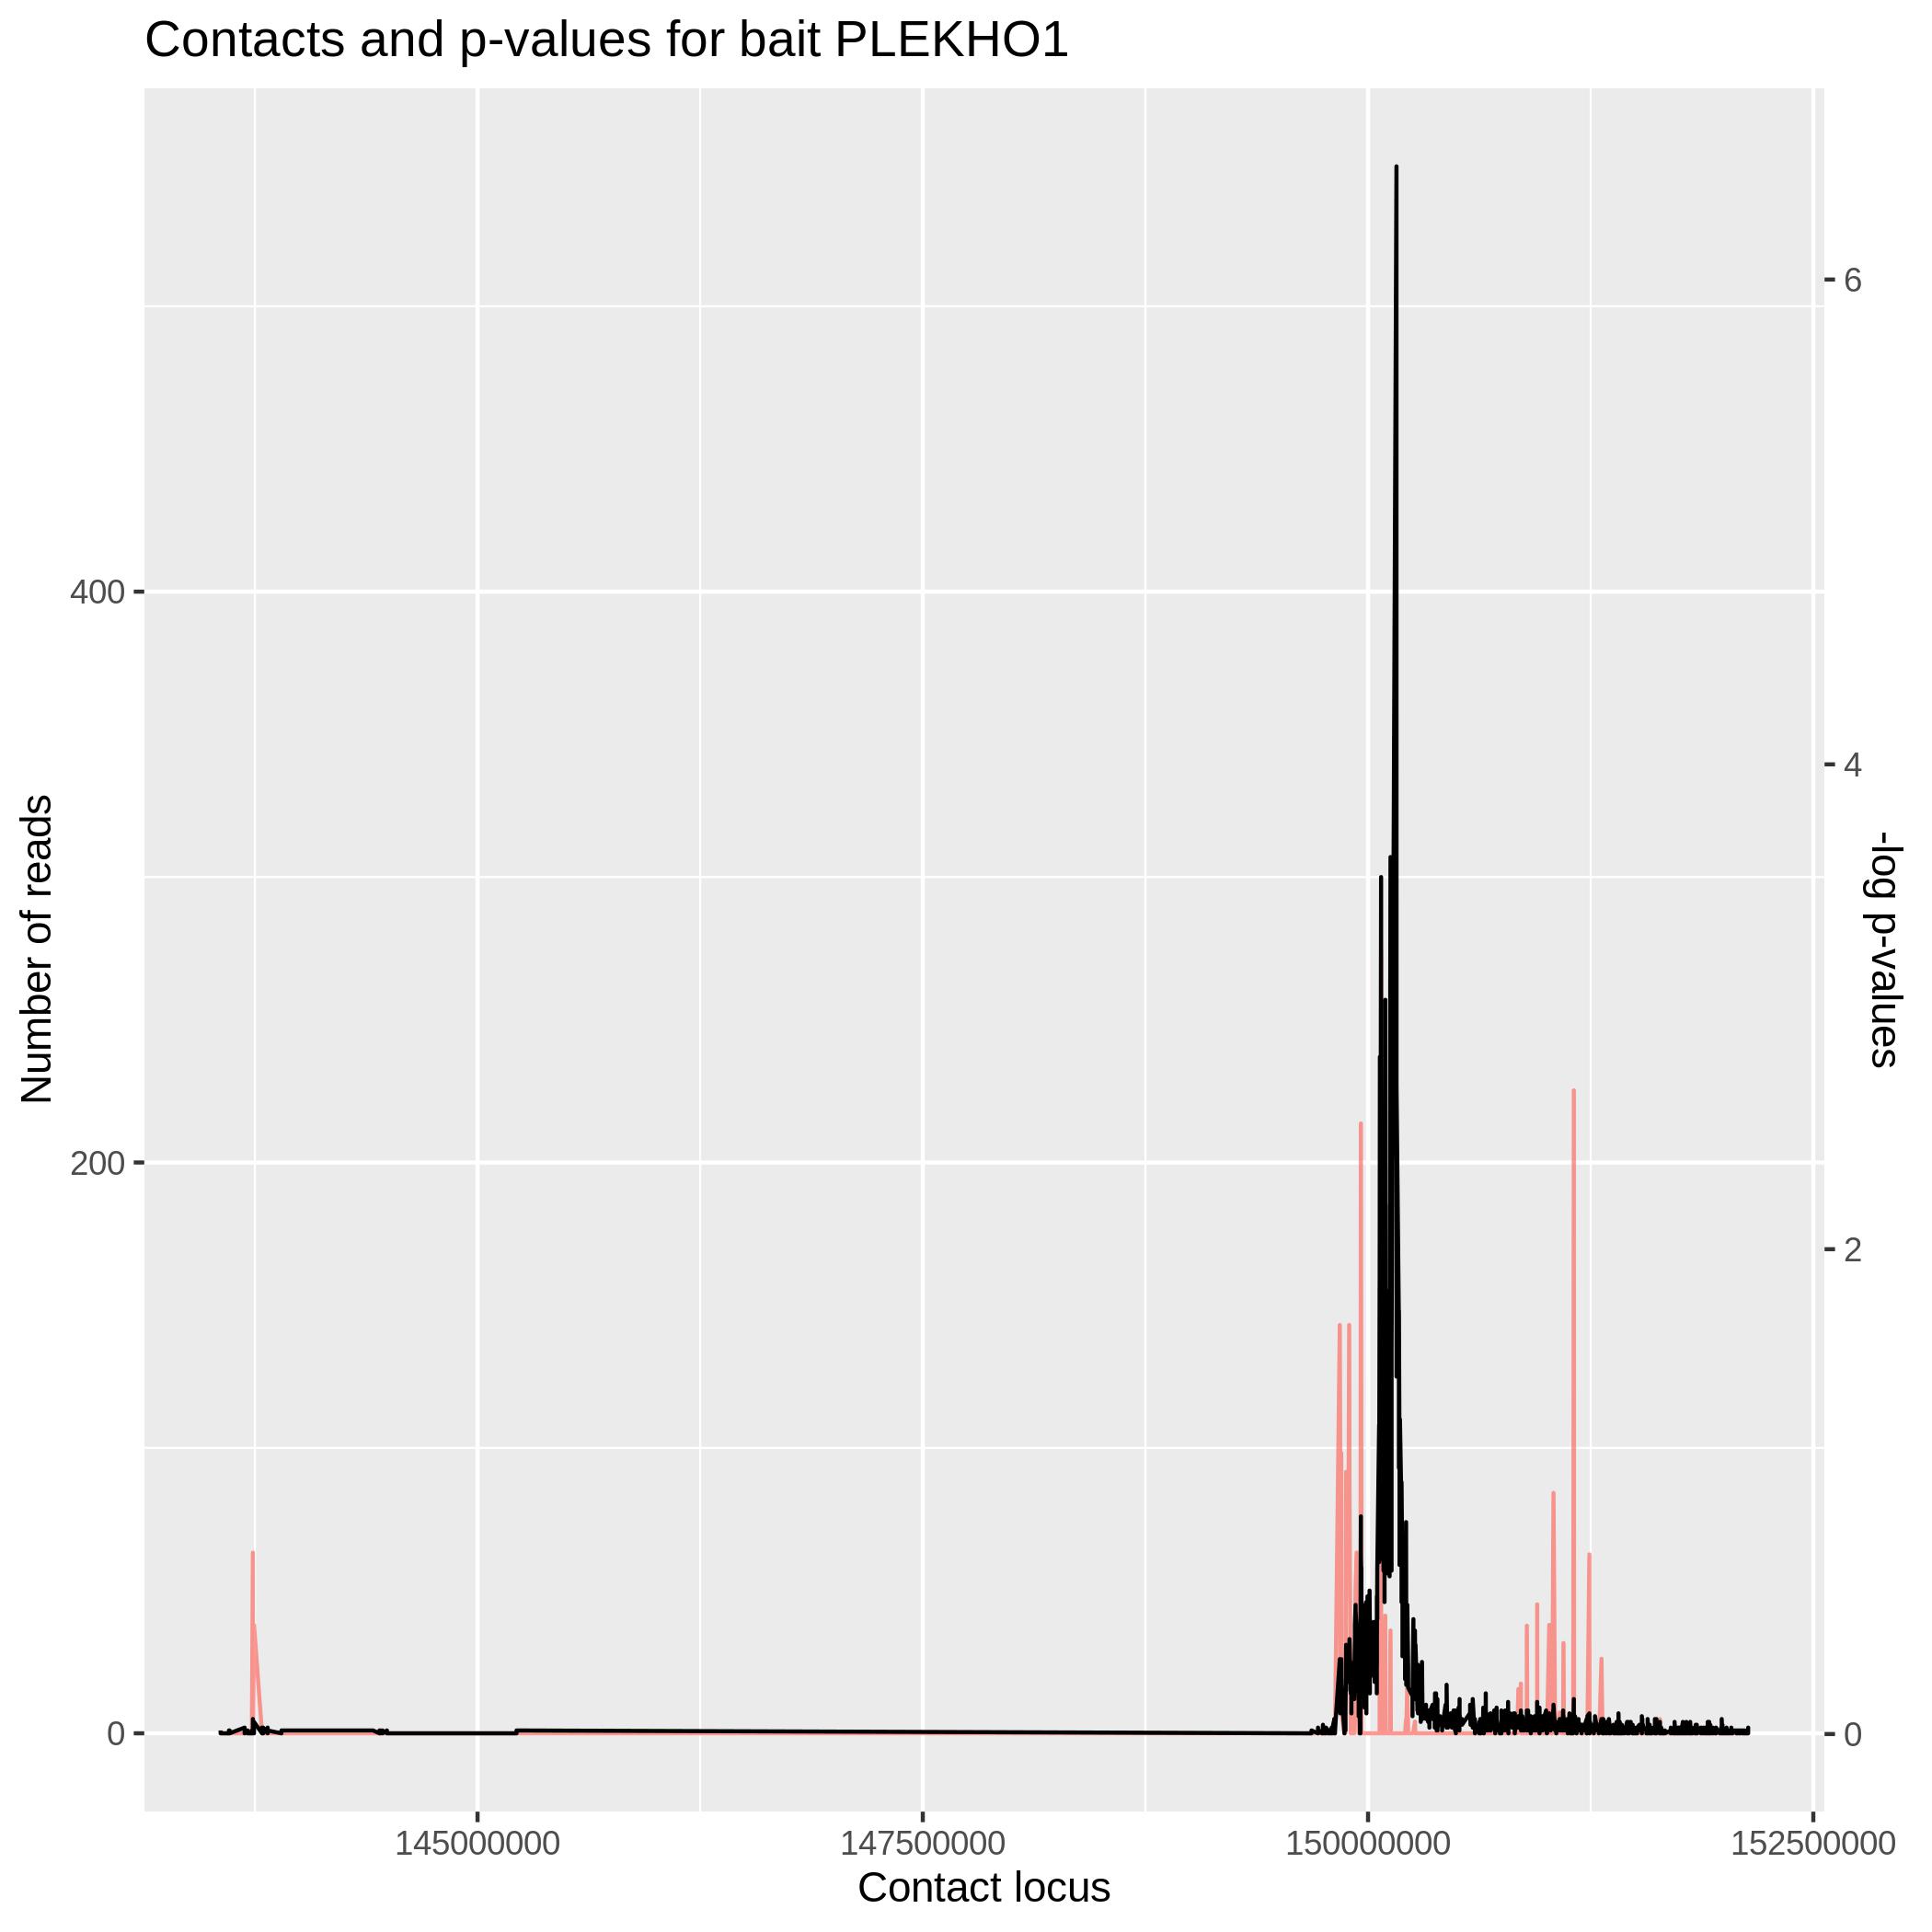 Contacts and p-values for bait PLEKHO1
Number of reads
400
200
0
6
4
2
0
-log p-values
145000000
147500000
150000000
152500000
Contact locus